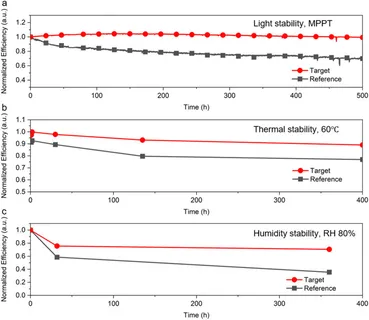 a
Light stability, MPPT
Normalized Efficiency (a.u.)
1.2
1.0
0.8
0.6
0.4
Target
Reference
0 100 200 300 400 500
Time (h)
b
Thermal stability, 60℃
Normalized Efficiency (a.u.)
1.1
1.0
0.9
0.8
0.7
0.6
0.5
Target
Reference
0 100 200 300 400
Time (h)
c
Humidity stability, RH 80%
Normalized Efficiency (a.u.)
1.0
0.8
0.6
0.4
0.2
0.0
Target
Reference
0 100 200 300 400
Time (h)